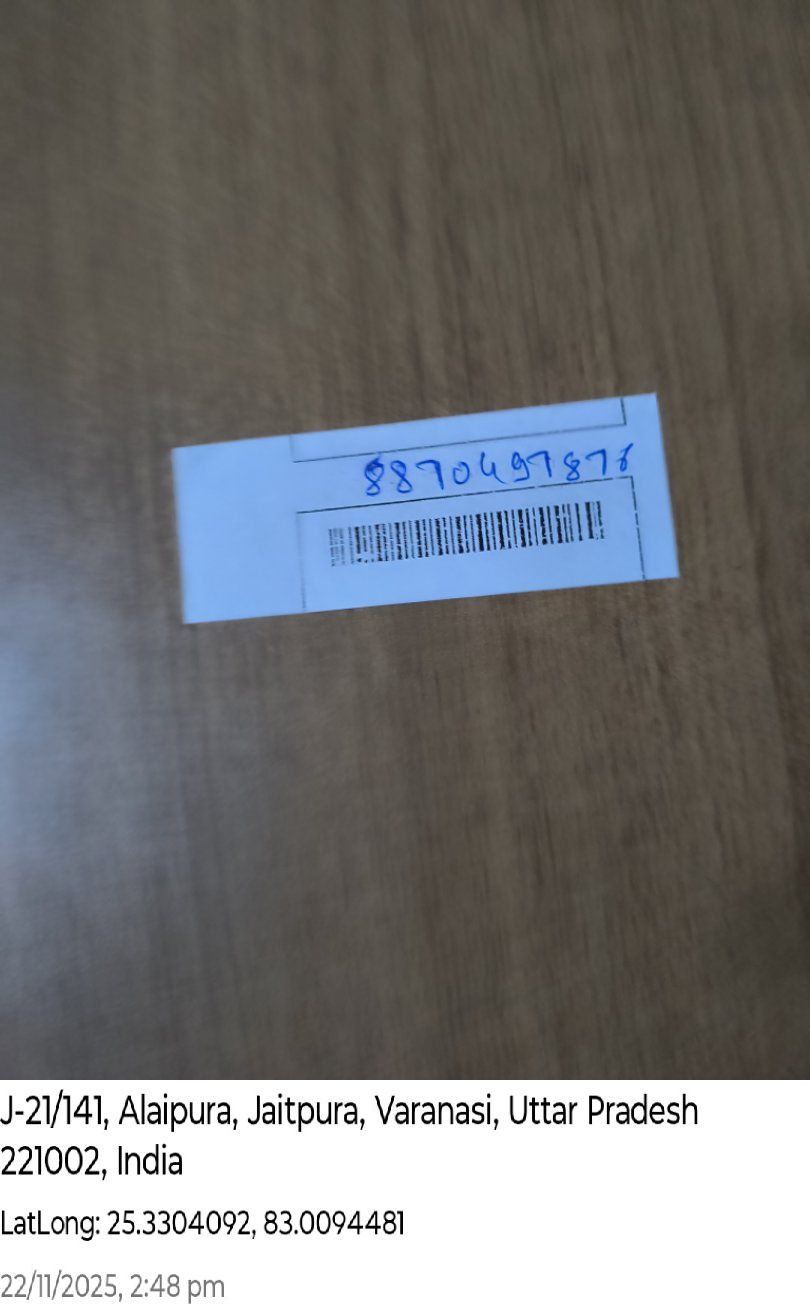 8870497878
J-21/141, Alaipura, Jaitpura, Varanasi, Uttar Pradesh
221002, India
LatLong: 25.3304092, 83.0094481
22/11/2025, 2:48 pm